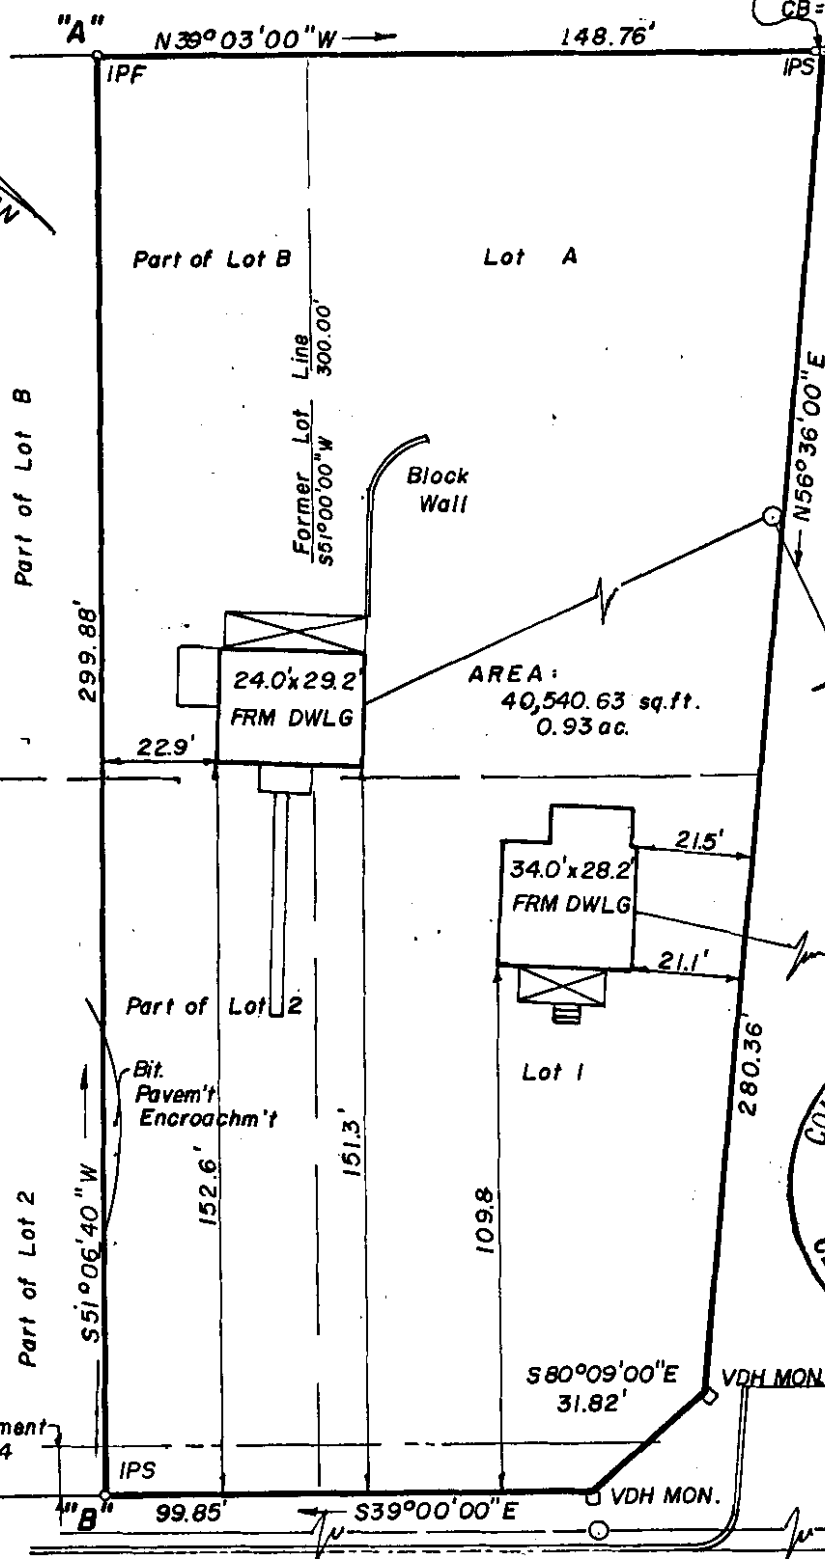 "A"
N39°03'00"W
148.76'
CB=
IPF
IPS
Part of Lot B
Lot A
Former Lot Line
S51°00'00"W 300.00'
N56°36'00"E
Part of Lot B
Block
Wall
299.88'
24.0'x29.2'
FRM DWLG
AREA:
40,540.63 sq.ft.
0.93 ac.
22.9'
34.0'x28.2'
FRM DWLG
21.5'
21.1'
Part of Lot 2
Lot 1
280.36'
Bit.
Pavem't
Encroachm't
152.6'
151.3'
109.8
S51°06'40"W
Part of Lot 2
S80°09'00"E
31.82'
VDH MON.
IPS
"B"
99.85'
S39°00'00"E
VDH MON.